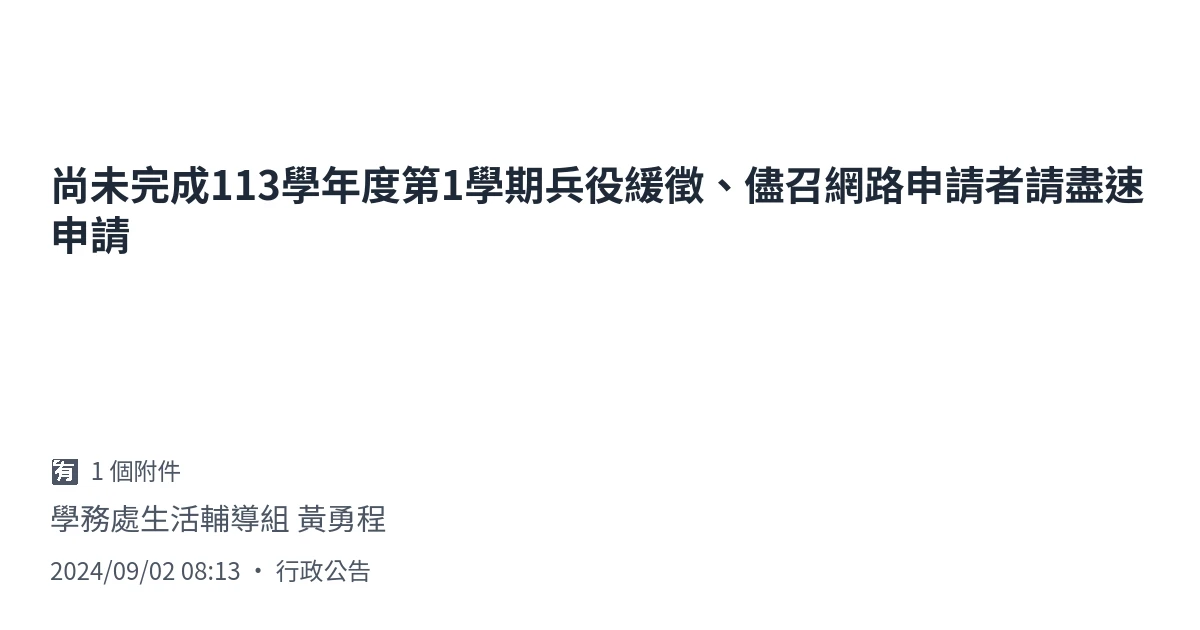 尚未完成113學年度第1學期兵役緩徵、儘召網路申請者請盡速
申請
🈶 1 個附件
學務處生活輔導組 黃勇程
2024/09/02 08:13 • 行政公告